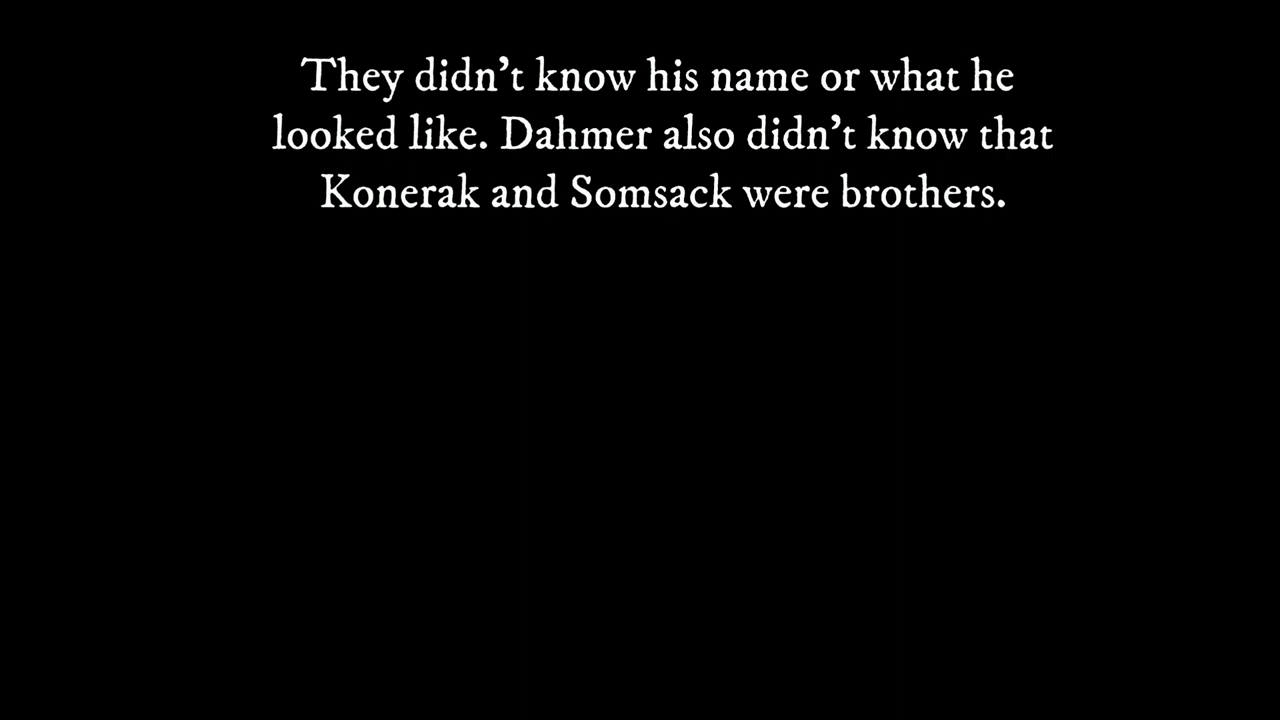 They didn't know his name or what he
looked like. Dahmer also didn't know that
Konerak and Somsack were brothers.